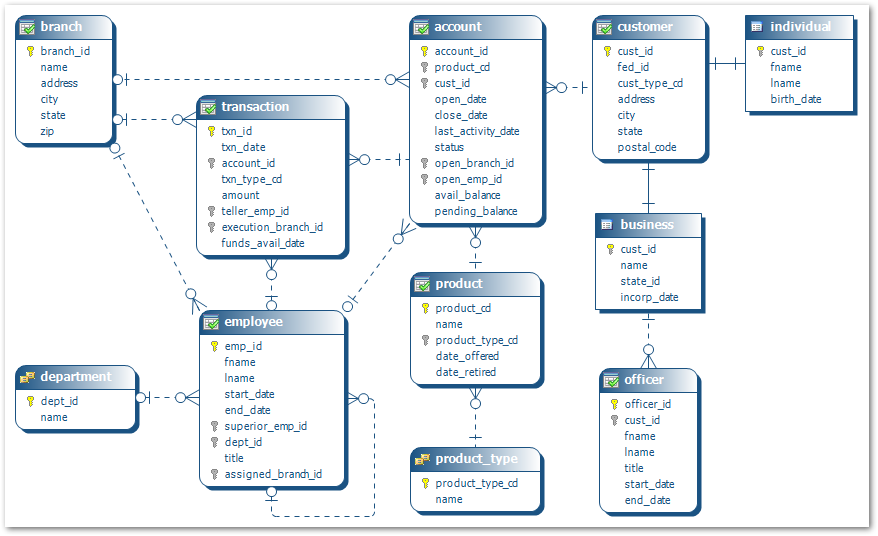 branch
branch_id
name
address
city
state
zip
transaction
txn_id
txn_date
account_id
txn_type_cd
amount
teller_emp_id
execution_branch_id
funds_avail_date
account
account_id
product_cd
cust_id
open_date
close_date
last_activity_date
status
open_branch_id
open_emp_id
avail_balance
pending_balance
customer
cust_id
fed_id
cust_type_cd
address
city
state
postal_code
individual
cust_id
fname
lname
birth_date
business
cust_id
name
state_id
incorp_date
product
product_cd
name
product_type_cd
date_offered
date_retired
employee
emp_id
fname
lname
start_date
end_date
superior_emp_id
dept_id
title
assigned_branch_id
department
dept_id
name
product_type
product_type_cd
name
officer
officer_id
cust_id
fname
lname
title
start_date
end_date